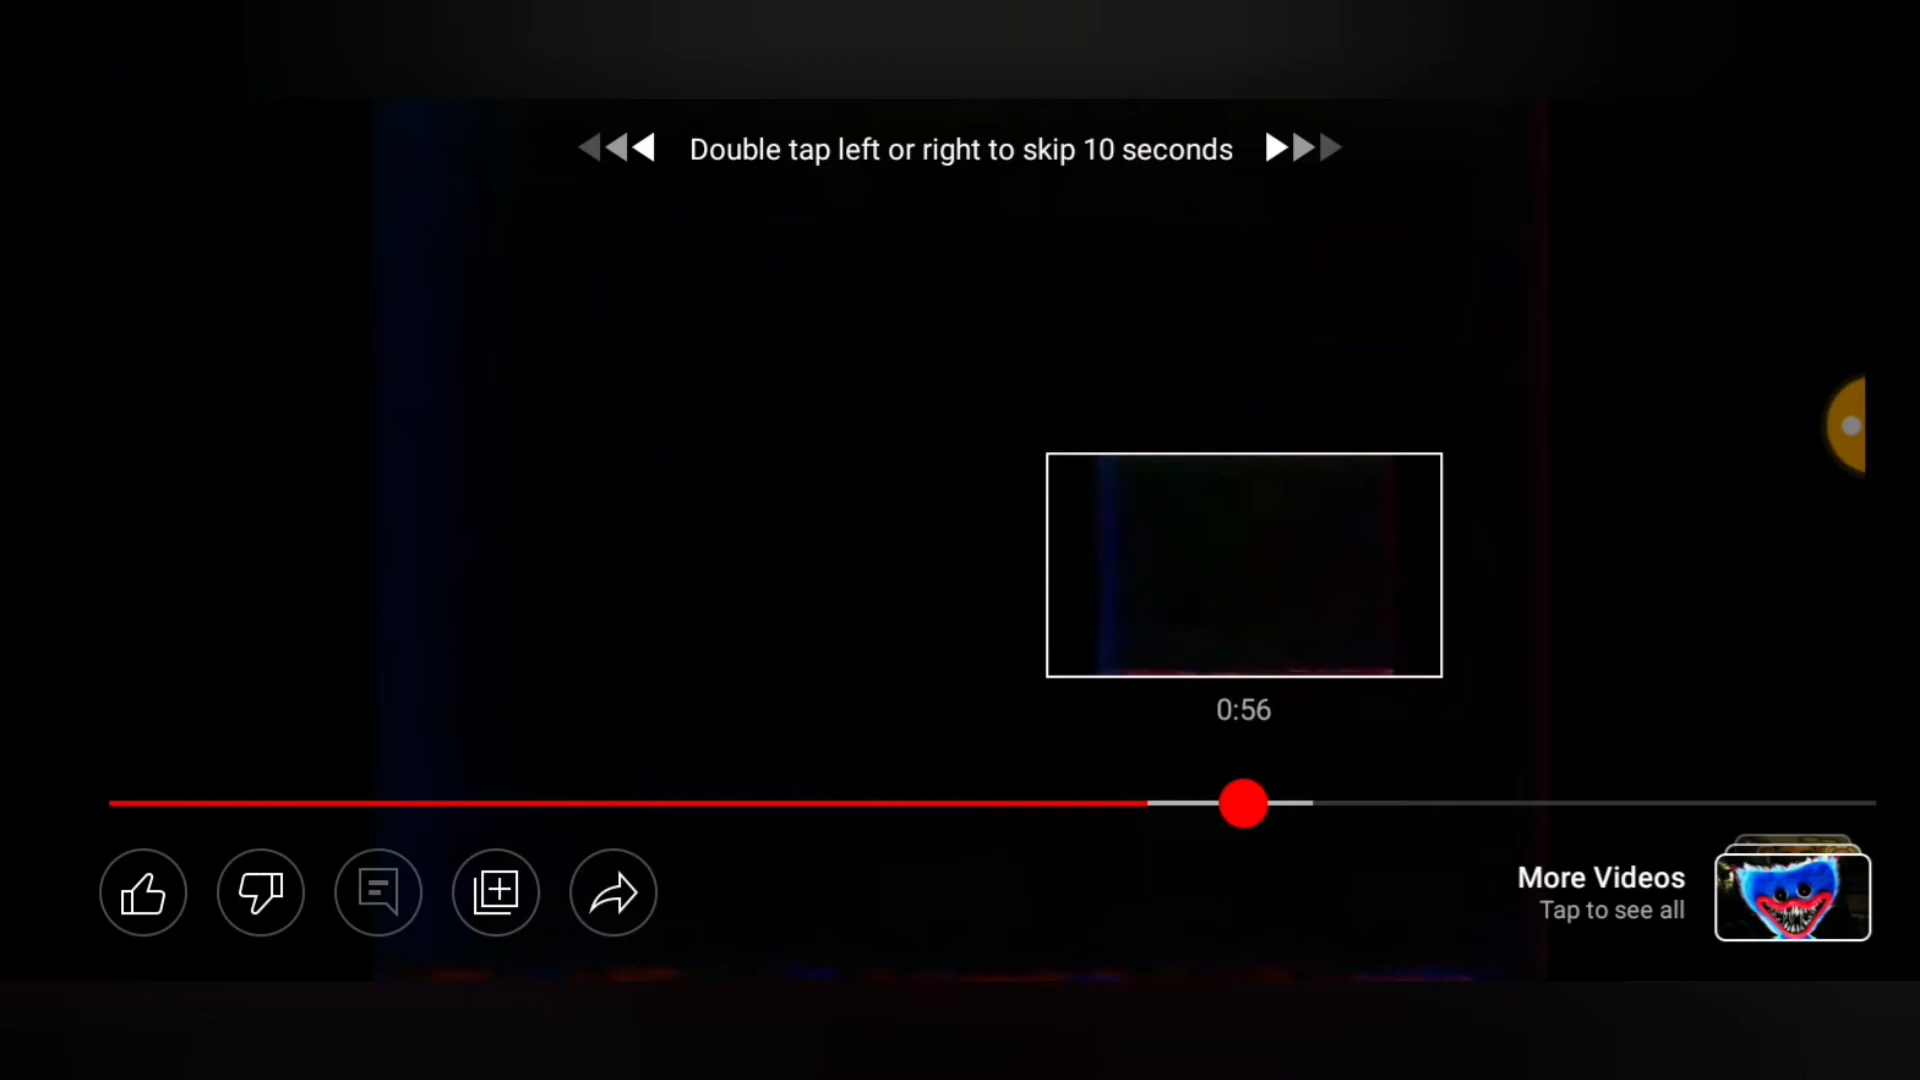 Double tap left or right to skip 10 seconds
0:56
More Videos
Tap to see all